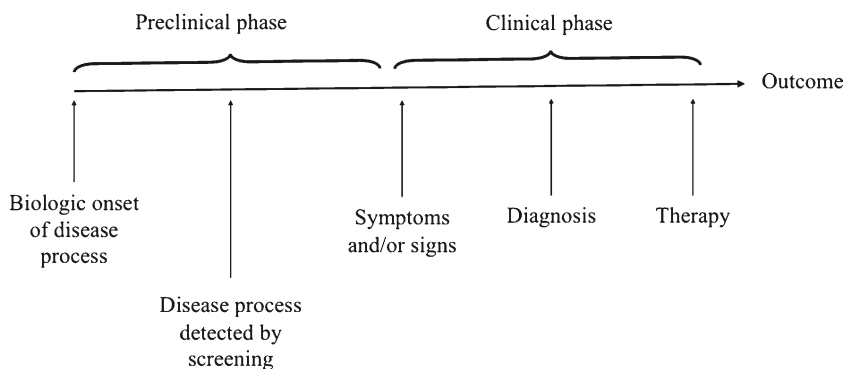 Preclinical phase
Clinical phase
Outcome
Biologic onset
of disease
process
Disease process
detected by
screening
Symptoms
and/or signs
Diagnosis
Therapy